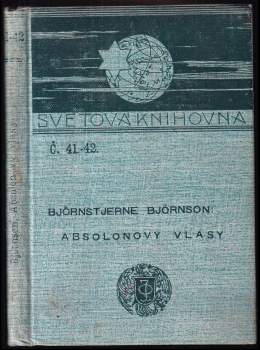 SVĚTOVÁ KNIHOVNA
Č. 41-42.
BJÖRNSTJERNE BJÖRNSON:
ABSOLONOVY VLASY